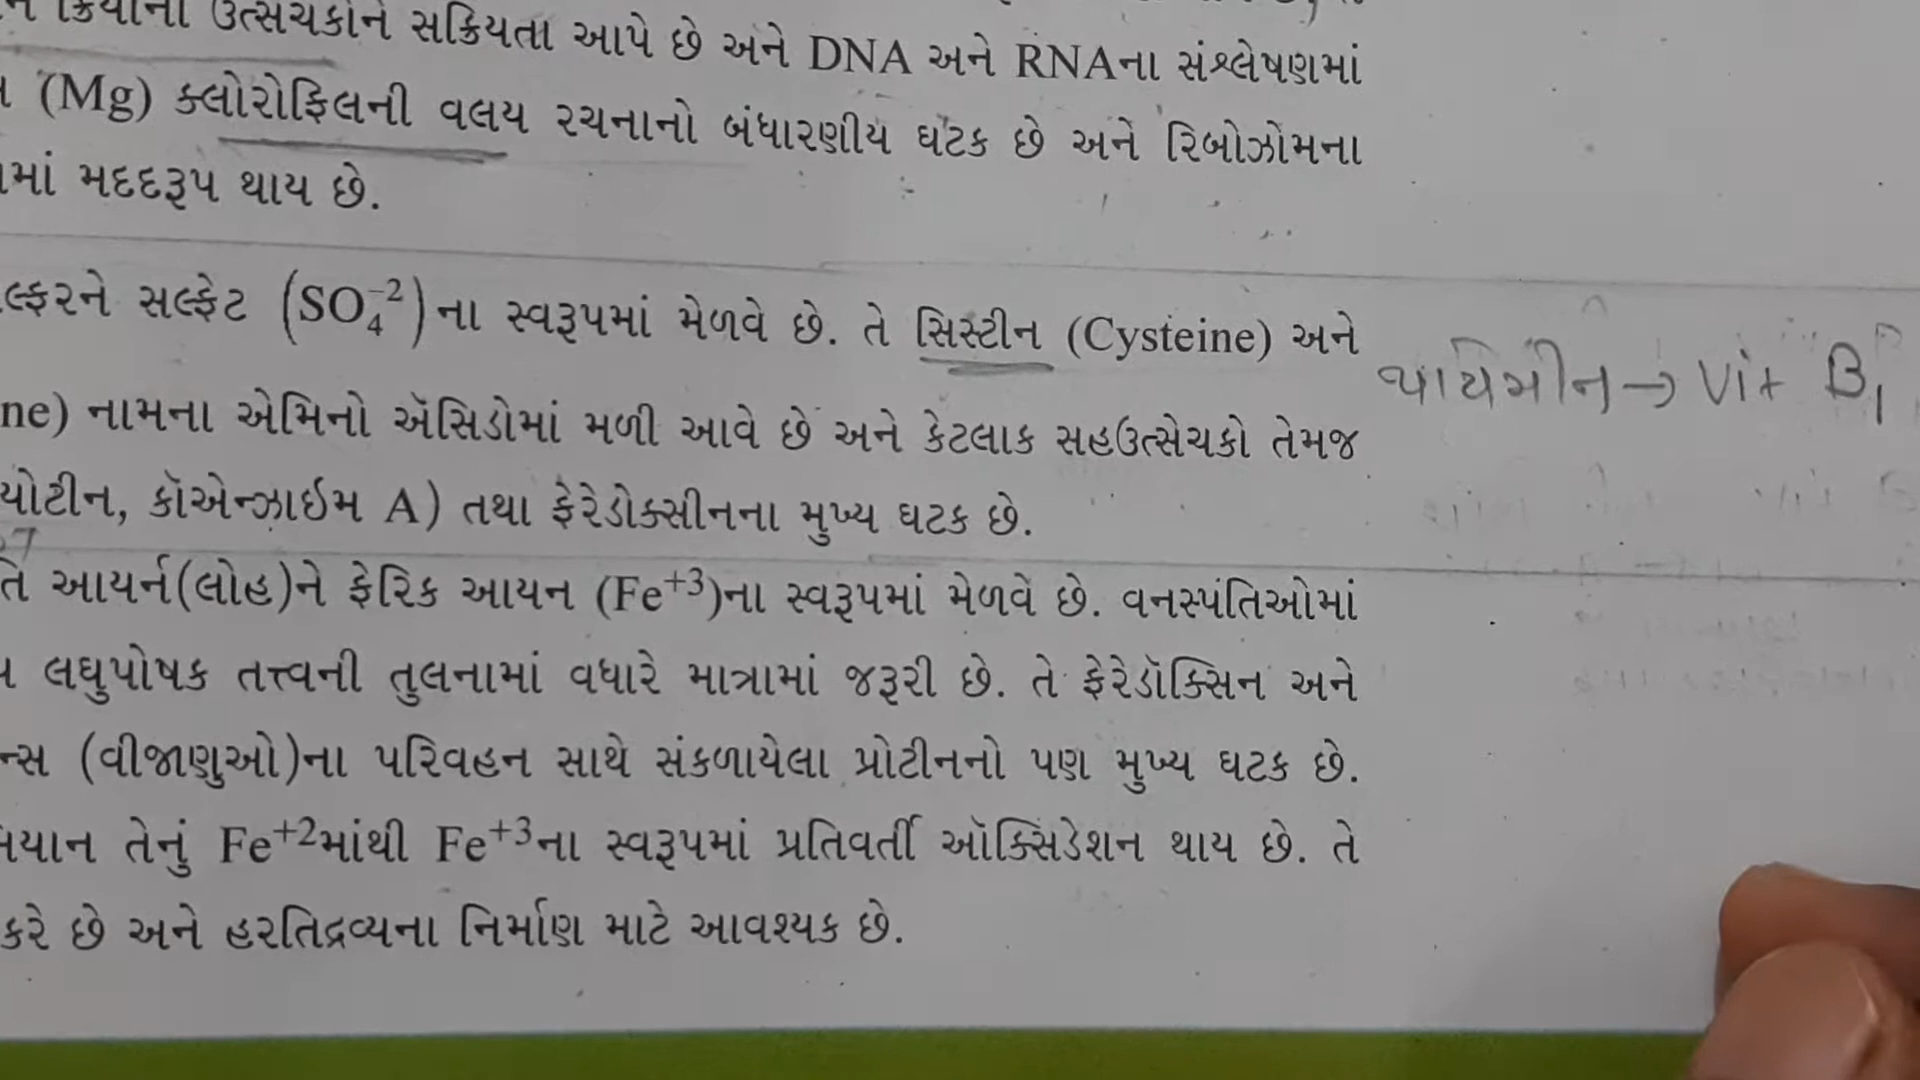 ઉત્સેચકોને સક્રિયતા આપે છે અને DNA અને RNAના સંશ્લેષણમાં
(Mg) ક્લોરોફિલની વલય રચનાનો બંધારણીય ઘટક છે અને રિબોઝોમના
માં મદદરૂપ થાય છે.
લ્ફરને સલ્ફેટ (SO₄⁻²)ના સ્વરૂપમાં મેળવે છે. તે સિસ્ટીન (Cysteine) અને
થાયેમીન → Vit B₁
ne) નામના એમિનો ઍસિડોમાં મળી આવે છે અને કેટલાક સહઉત્સેચકો તેમજ
યોટીન, કૉએન્ઝાઇમ A) તથા ફેરેડોક્સીનના મુખ્ય ઘટક છે.
તિ આયર્ન(લોહ)ને ફેરિક આયન (Fe⁺³)ના સ્વરૂપમાં મેળવે છે. વનસ્પતિઓમાં
લઘુપોષક તત્ત્વની તુલનામાં વધારે માત્રામાં જરૂરી છે. તે ફેરેડૉક્સિન અને
ન્સ (વીજાણુઓ)ના પરિવહન સાથે સંકળાયેલા પ્રોટીનનો પણ મુખ્ય ઘટક છે.
મયાન તેનું Fe⁺²માંથી Fe⁺³ના સ્વરૂપમાં પ્રતિવર્તી ઑક્સિડેશન થાય છે. તે
કરે છે અને હરતિદ્રવ્યના નિર્માણ માટે આવશ્યક છે.